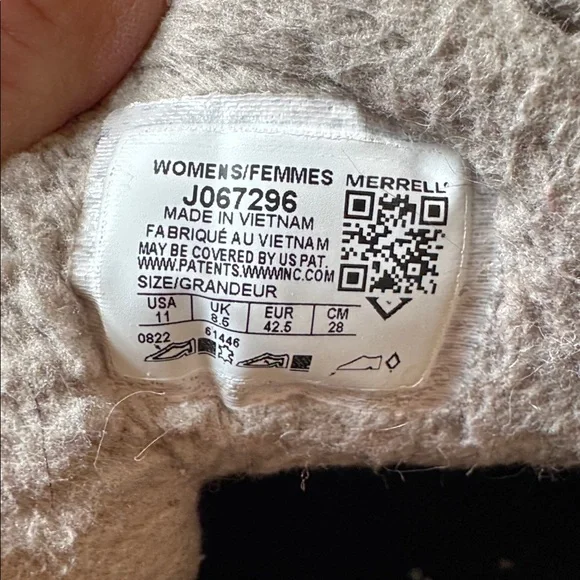 WOMENS/FEMMES
MERRELL
J067296
MADE IN VIETNAM
FABRIQUÉ AU VIETNAM
MAY BE COVERED BY US PAT.
WWW.PATENTS.WWWINC.COM
SIZE/GRANDEUR
USA UK EUR CM
11 8.5 42.5 28
0822 61446